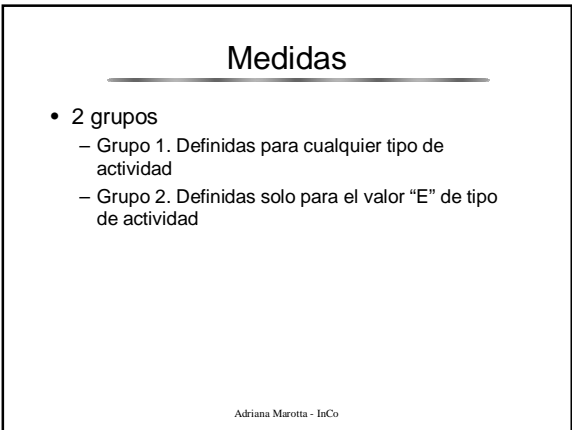 Medidas
• 2 grupos
– Grupo 1. Definidas para cualquier tipo de
actividad
– Grupo 2. Definidas solo para el valor “E” de tipo
de actividad
Adriana Marotta - InCo